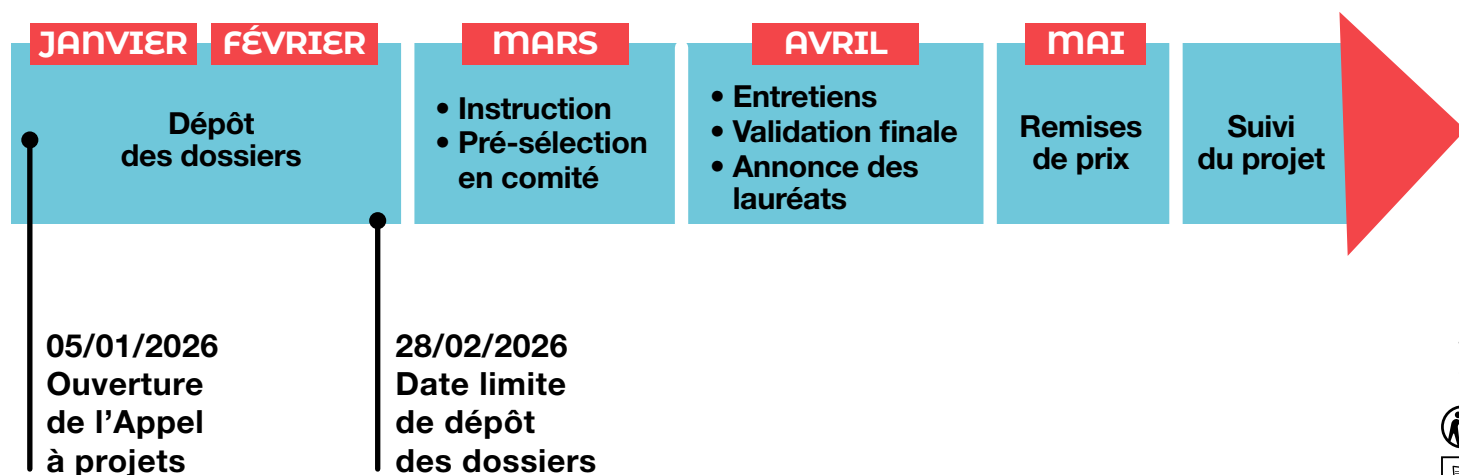 JANVIER FÉVRIER MARS AVRIL MAI
Dépôt
des dossiers
• Instruction
• Pré-sélection
en comité
• Entretiens
• Validation finale
• Annonce des
lauréats
Remises
de prix
Suivi
du projet
05/01/2026
Ouverture
de l’Appel
à projets
28/02/2026
Date limite
de dépôt
des dossiers